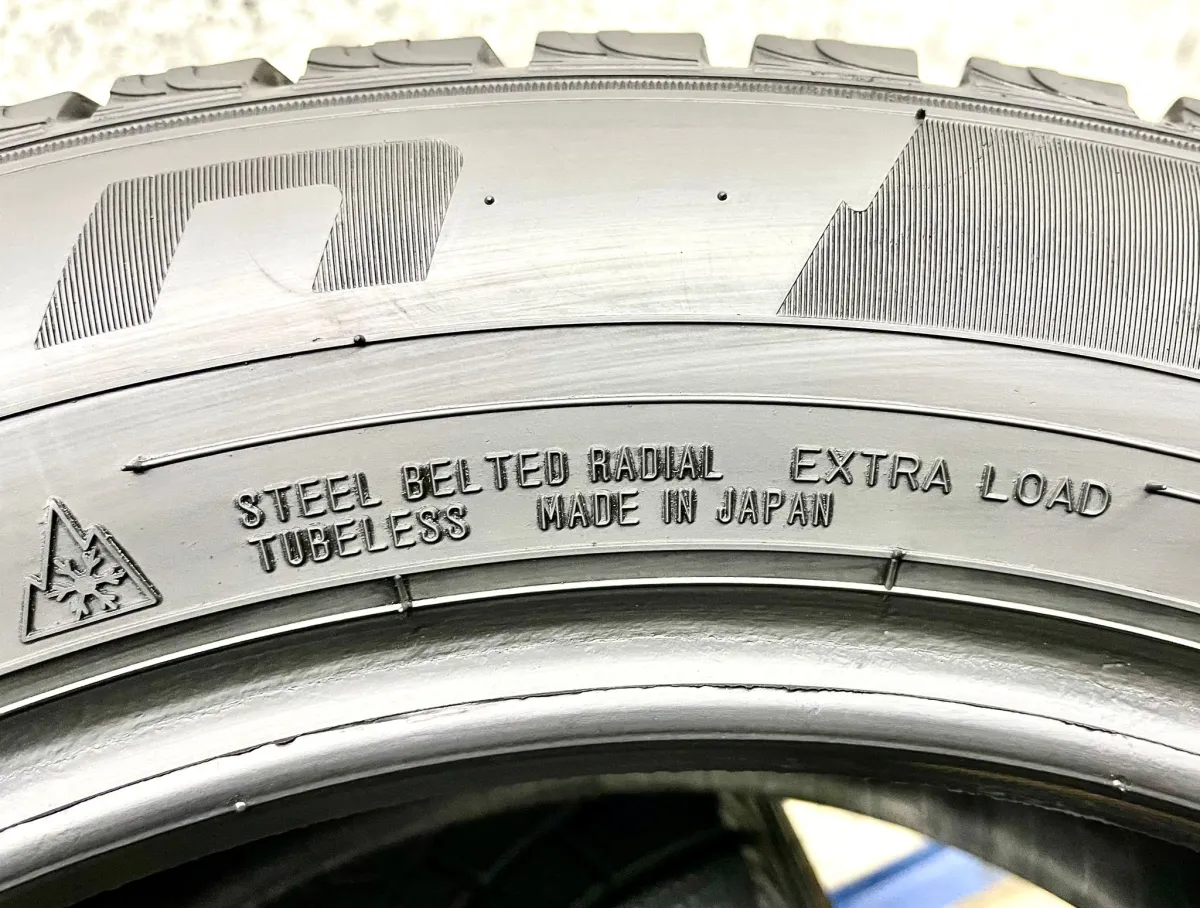 STEEL BELTED RADIAL EXTRA LOAD
TUBELESS MADE IN JAPAN